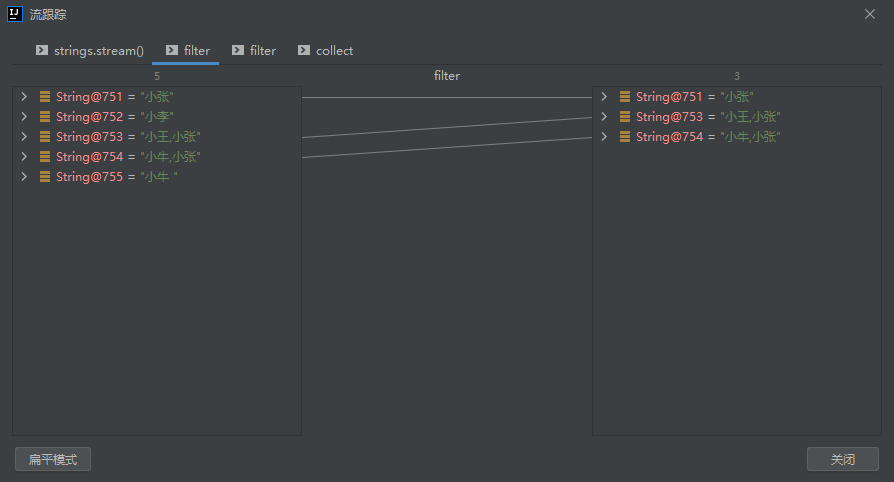 流跟踪
strings.stream() filter filter collect
5 filter 3
String@751 = "小张"
String@752 = "小李"
String@753 = "小王,小张"
String@754 = "小牛,小张"
String@755 = "小牛 "
String@751 = "小张"
String@753 = "小王,小张"
String@754 = "小牛,小张"
扁平模式 关闭